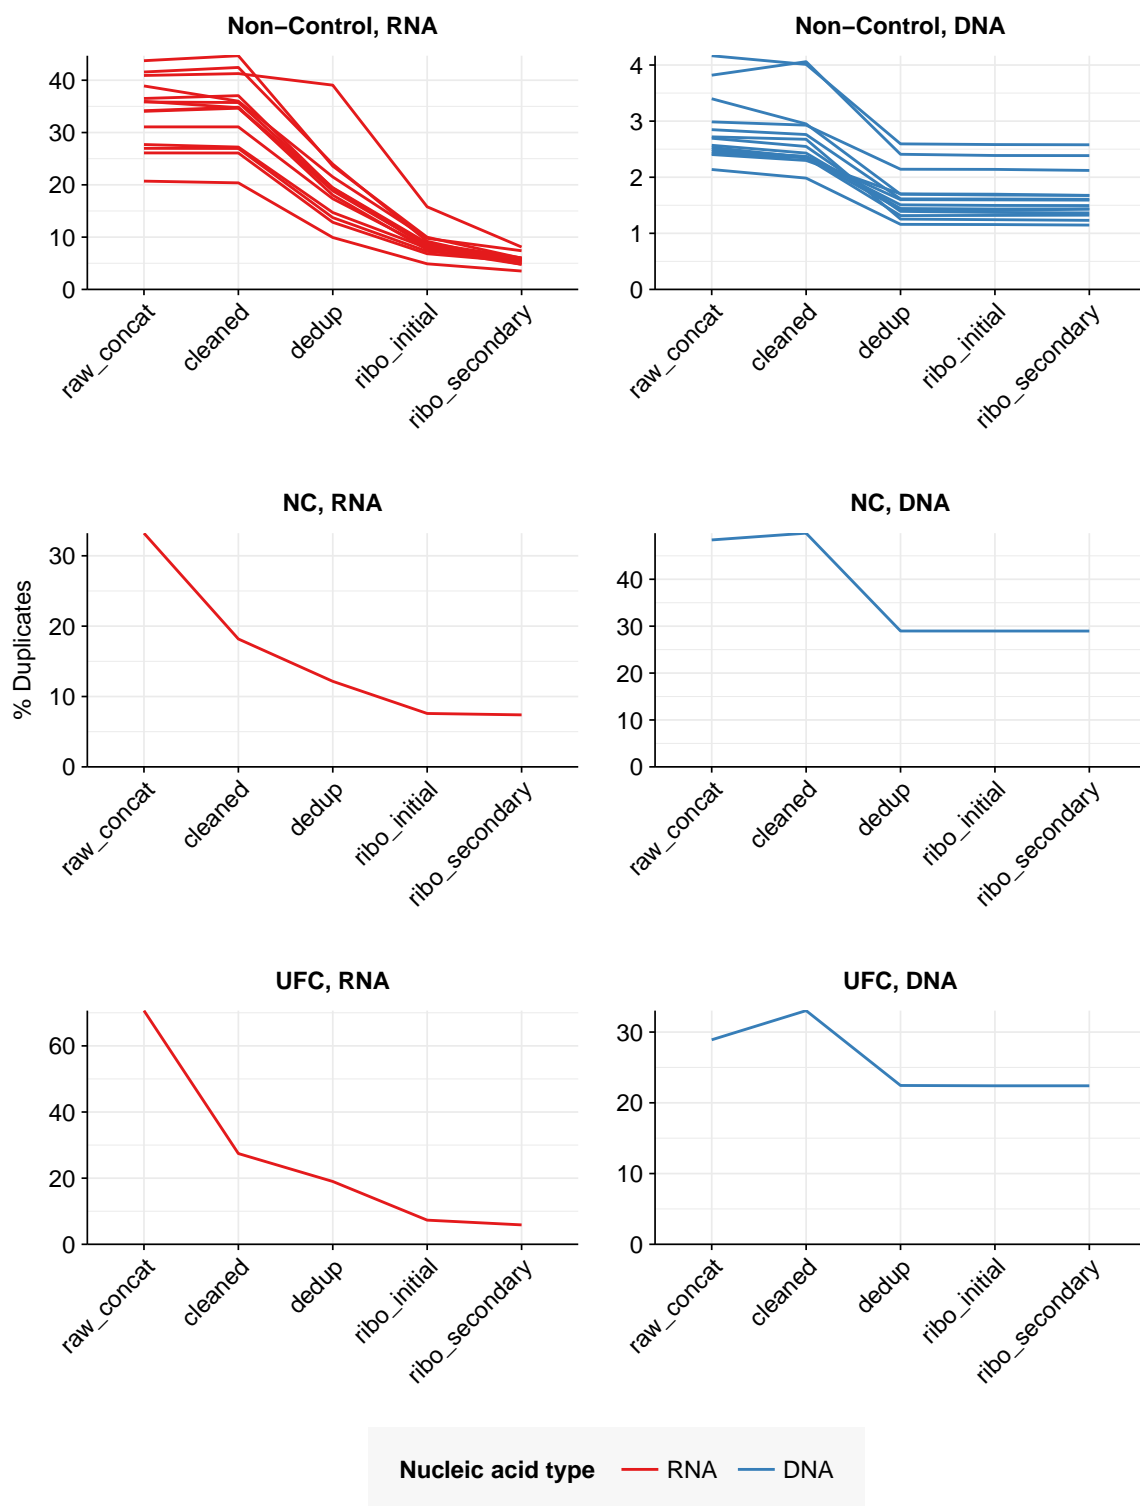 Non−Control, RNA
40
30
20
10
0
raw_concat
cleaned
dedup
ribo_initial
ribo_secondary
Non−Control, DNA
4
3
2
1
0
raw_concat
cleaned
dedup
ribo_initial
ribo_secondary
% Duplicates
NC, RNA
30
20
10
0
raw_concat
cleaned
dedup
ribo_initial
ribo_secondary
NC, DNA
40
30
20
10
0
raw_concat
cleaned
dedup
ribo_initial
ribo_secondary
UFC, RNA
60
40
20
0
raw_concat
cleaned
dedup
ribo_initial
ribo_secondary
UFC, DNA
30
20
10
0
raw_concat
cleaned
dedup
ribo_initial
ribo_secondary
Nucleic acid type RNA DNA